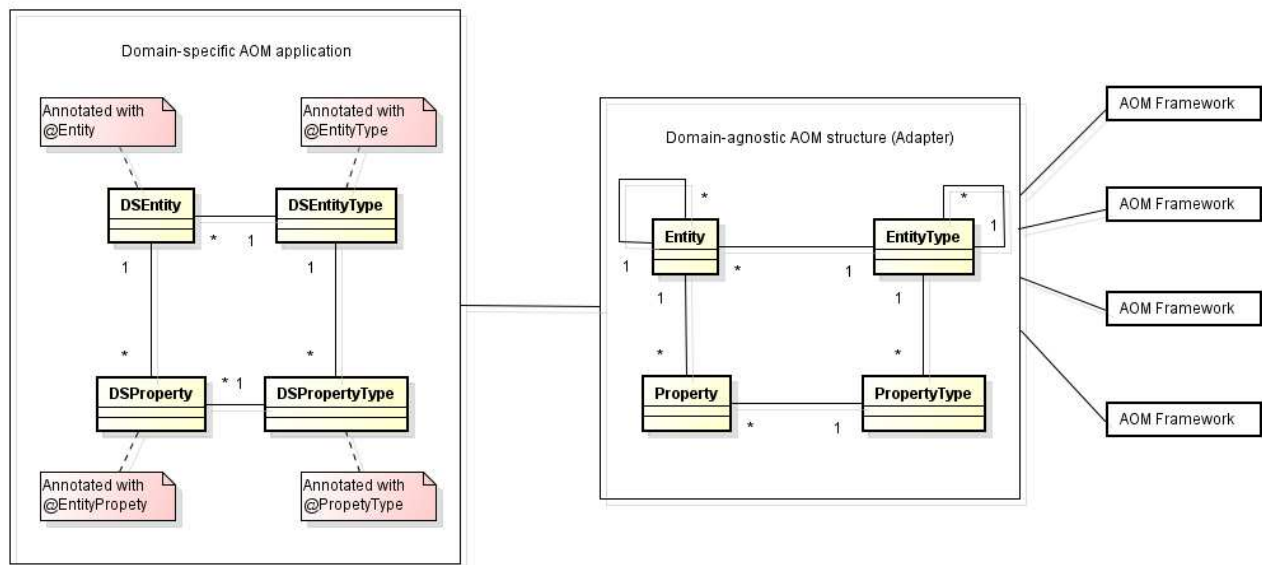 Domain-specific AOM application
Annotated with
@Entity
Annotated with
@EntityType
DSEntity
DSEntityType
* 1
1
1
*
*
* 1
DSProperty
DSPropertyType
Annotated with
@EntityPropety
Annotated with
@PropetyType
Domain-agnostic AOM structure (Adapter)
*
*
1
Entity
EntityType
1
*
1
1
1
*
*
Property
PropertyType
*
1
AOM Framework
AOM Framework
AOM Framework
AOM Framework